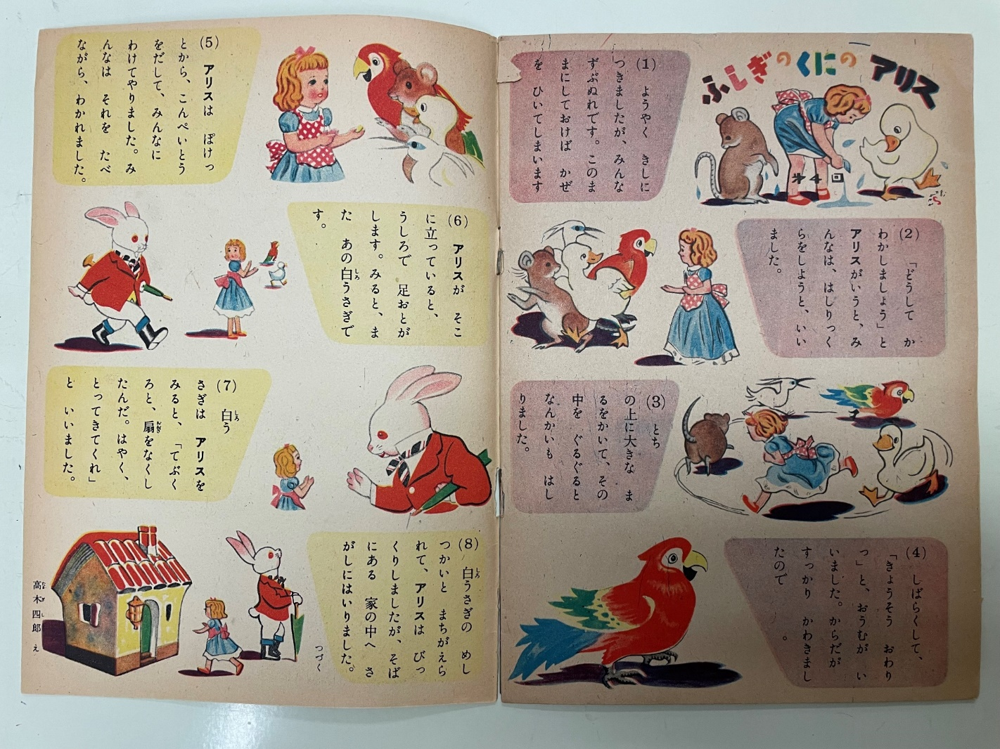 ふしぎのくにの アリス
(1) ようやく きしに
つきましたが、みんな
ずぶぬれです。このま
まにしておけば かぜ
を ひいてしまいます
(2) 「どうして か
わかしましょう」と
アリスがいうと、み
んなは、はしりっく
らをしようと、いい
ました。
(3) とち
の上に大きな ま
るをかいて、その
中を ぐるぐると
なんかいも はし
りました。
(4) しばらくして、
「きょうそう おわり
っ」と、おうむが い
いました。からだが
すっかり かわきまし
たので 。
(5) アリスは ぽけっ
とから、こんぺいとう
をだして、みんなに
わけてやりました。み
んなは それを たべ
ながら、わかれました。
(6) アリスが そこ
に立っていると、
うしろで 足おとが
します。みると、ま
た あの白うさぎで
しろ
す。
(7) 白う
しろ
さぎは アリスを
みると、「てぶく
ろと、扇をなくし
たんだ。はやく、
とってきてくれ」
と いいました。
(8) 白うさぎの めし
しろ
つかいと まちがえら
れて、アリスは びっ
くりしましたが、そば
にある 家の中へ さ
がしにはいりました。
つづく
高木四郎 え